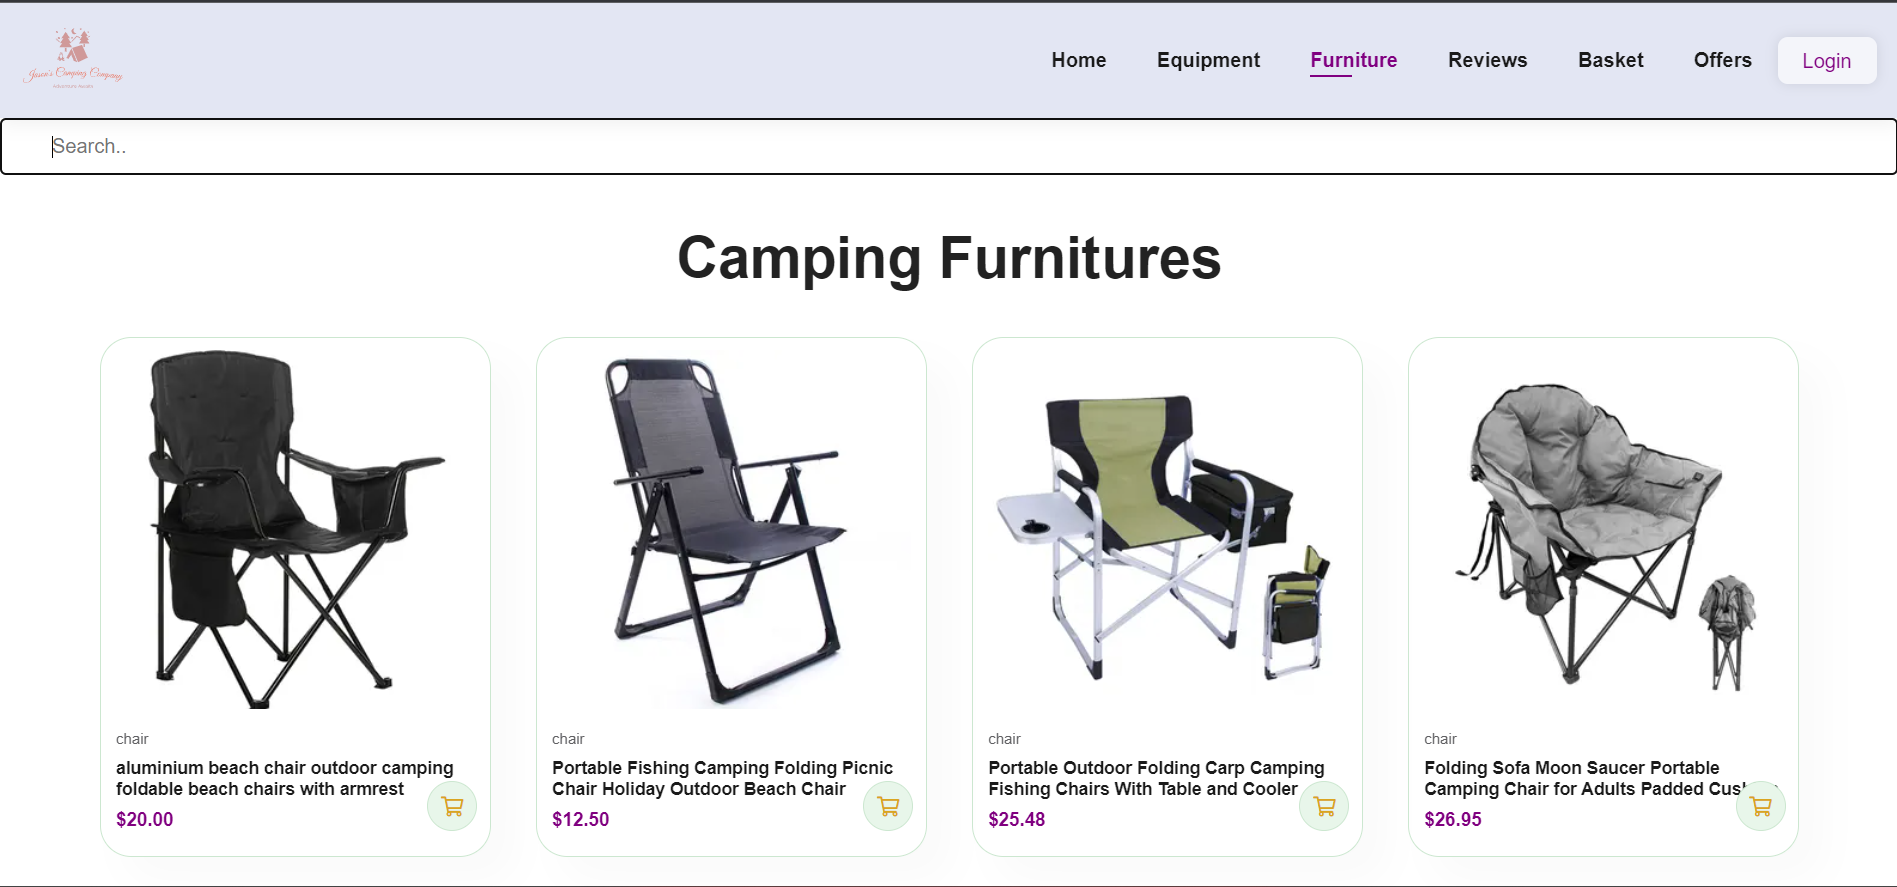 Jason's Camping Company
Home Equipment Furniture Reviews Basket Offers Login
Search..
Camping Furnitures
chair
aluminium beach chair outdoor camping
foldable beach chairs with armrest
$20.00
chair
Portable Fishing Camping Folding Picnic
Chair Holiday Outdoor Beach Chair
$12.50
chair
Portable Outdoor Folding Carp Camping
Fishing Chairs With Table and Cooler
$25.48
chair
Folding Sofa Moon Saucer Portable
Camping Chair for Adults Padded
$26.95